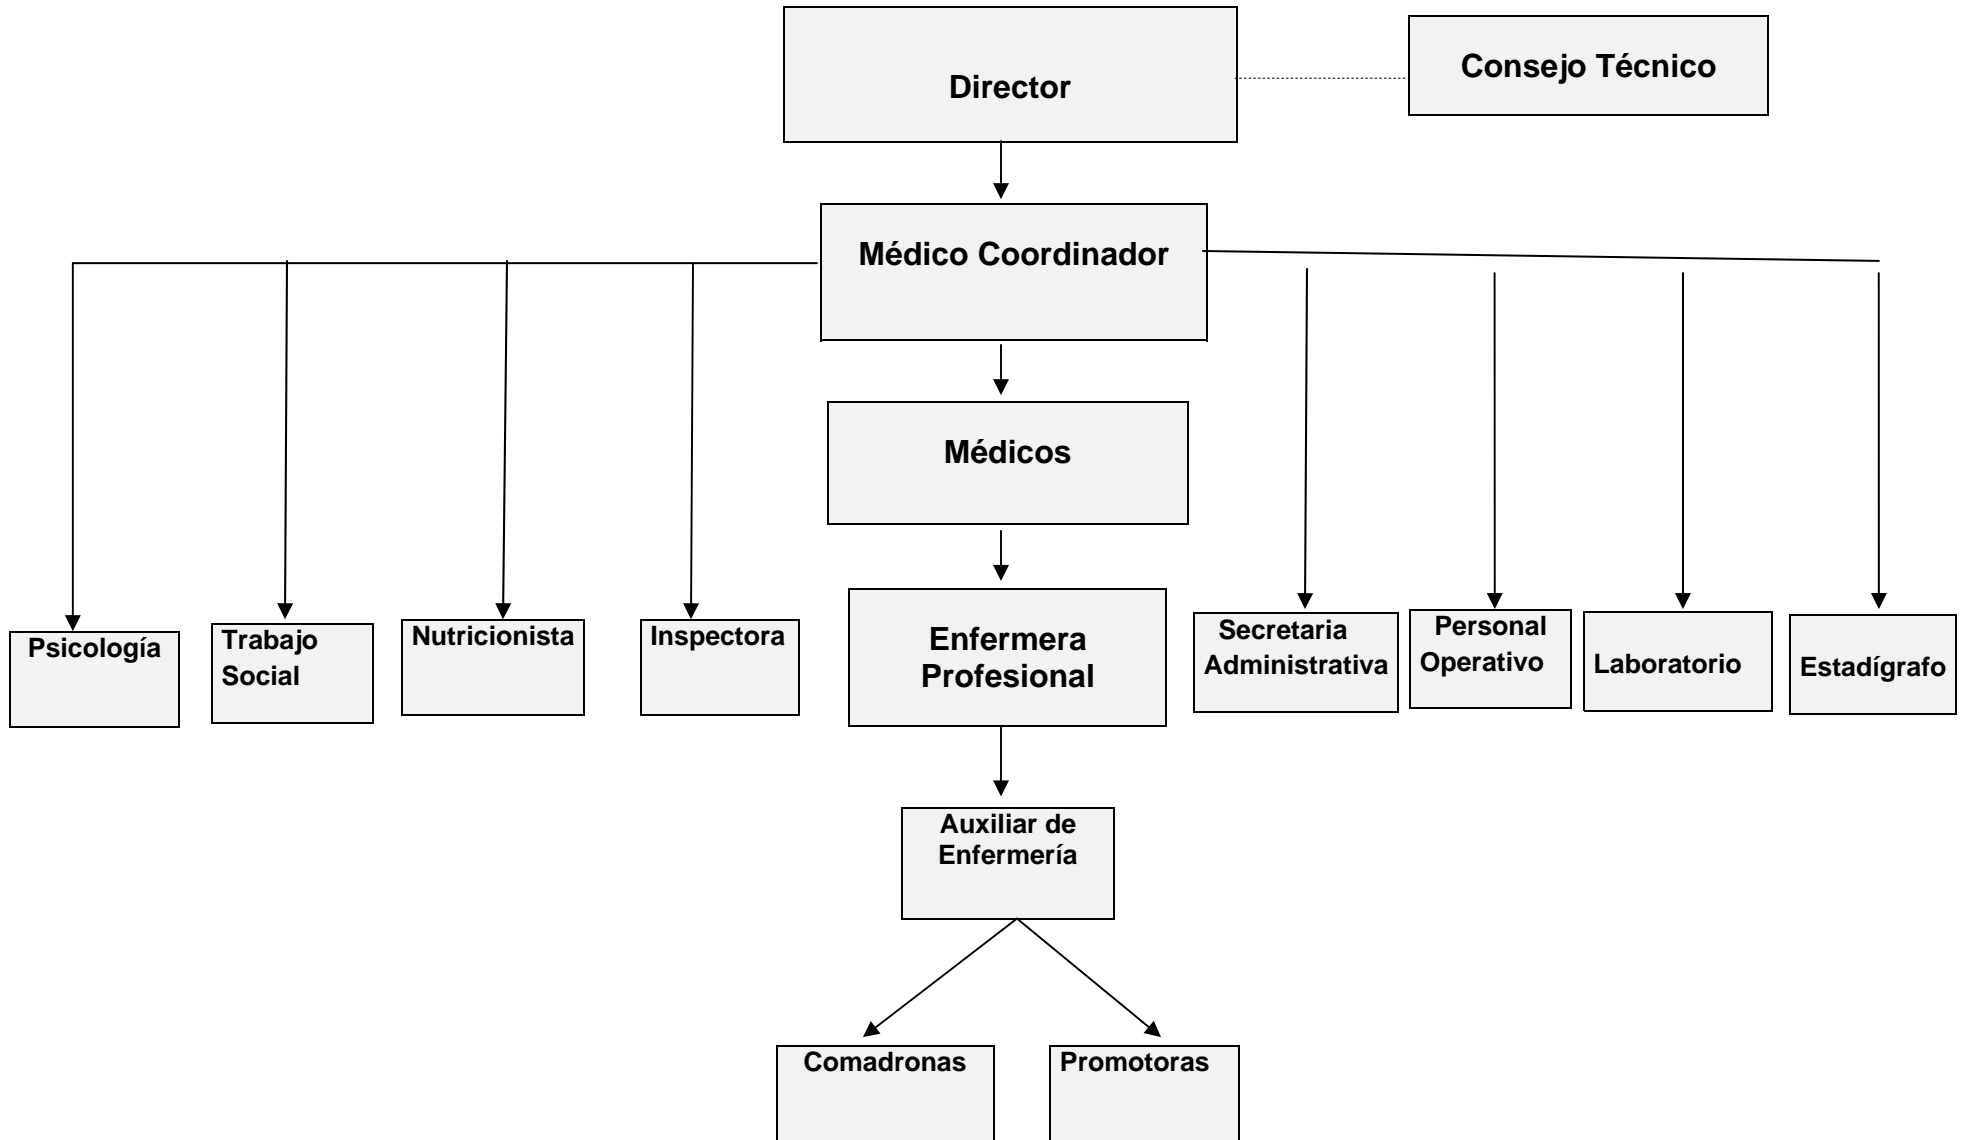 Director
Consejo Técnico
Médico Coordinador
Médicos
Psicología
Trabajo
Social
Nutricionista
Inspectora
Enfermera
Profesional
Secretaria
Administrativa
Personal
Operativo
Laboratorio
Estadígrafo
Auxiliar de
Enfermería
Comadronas
Promotoras